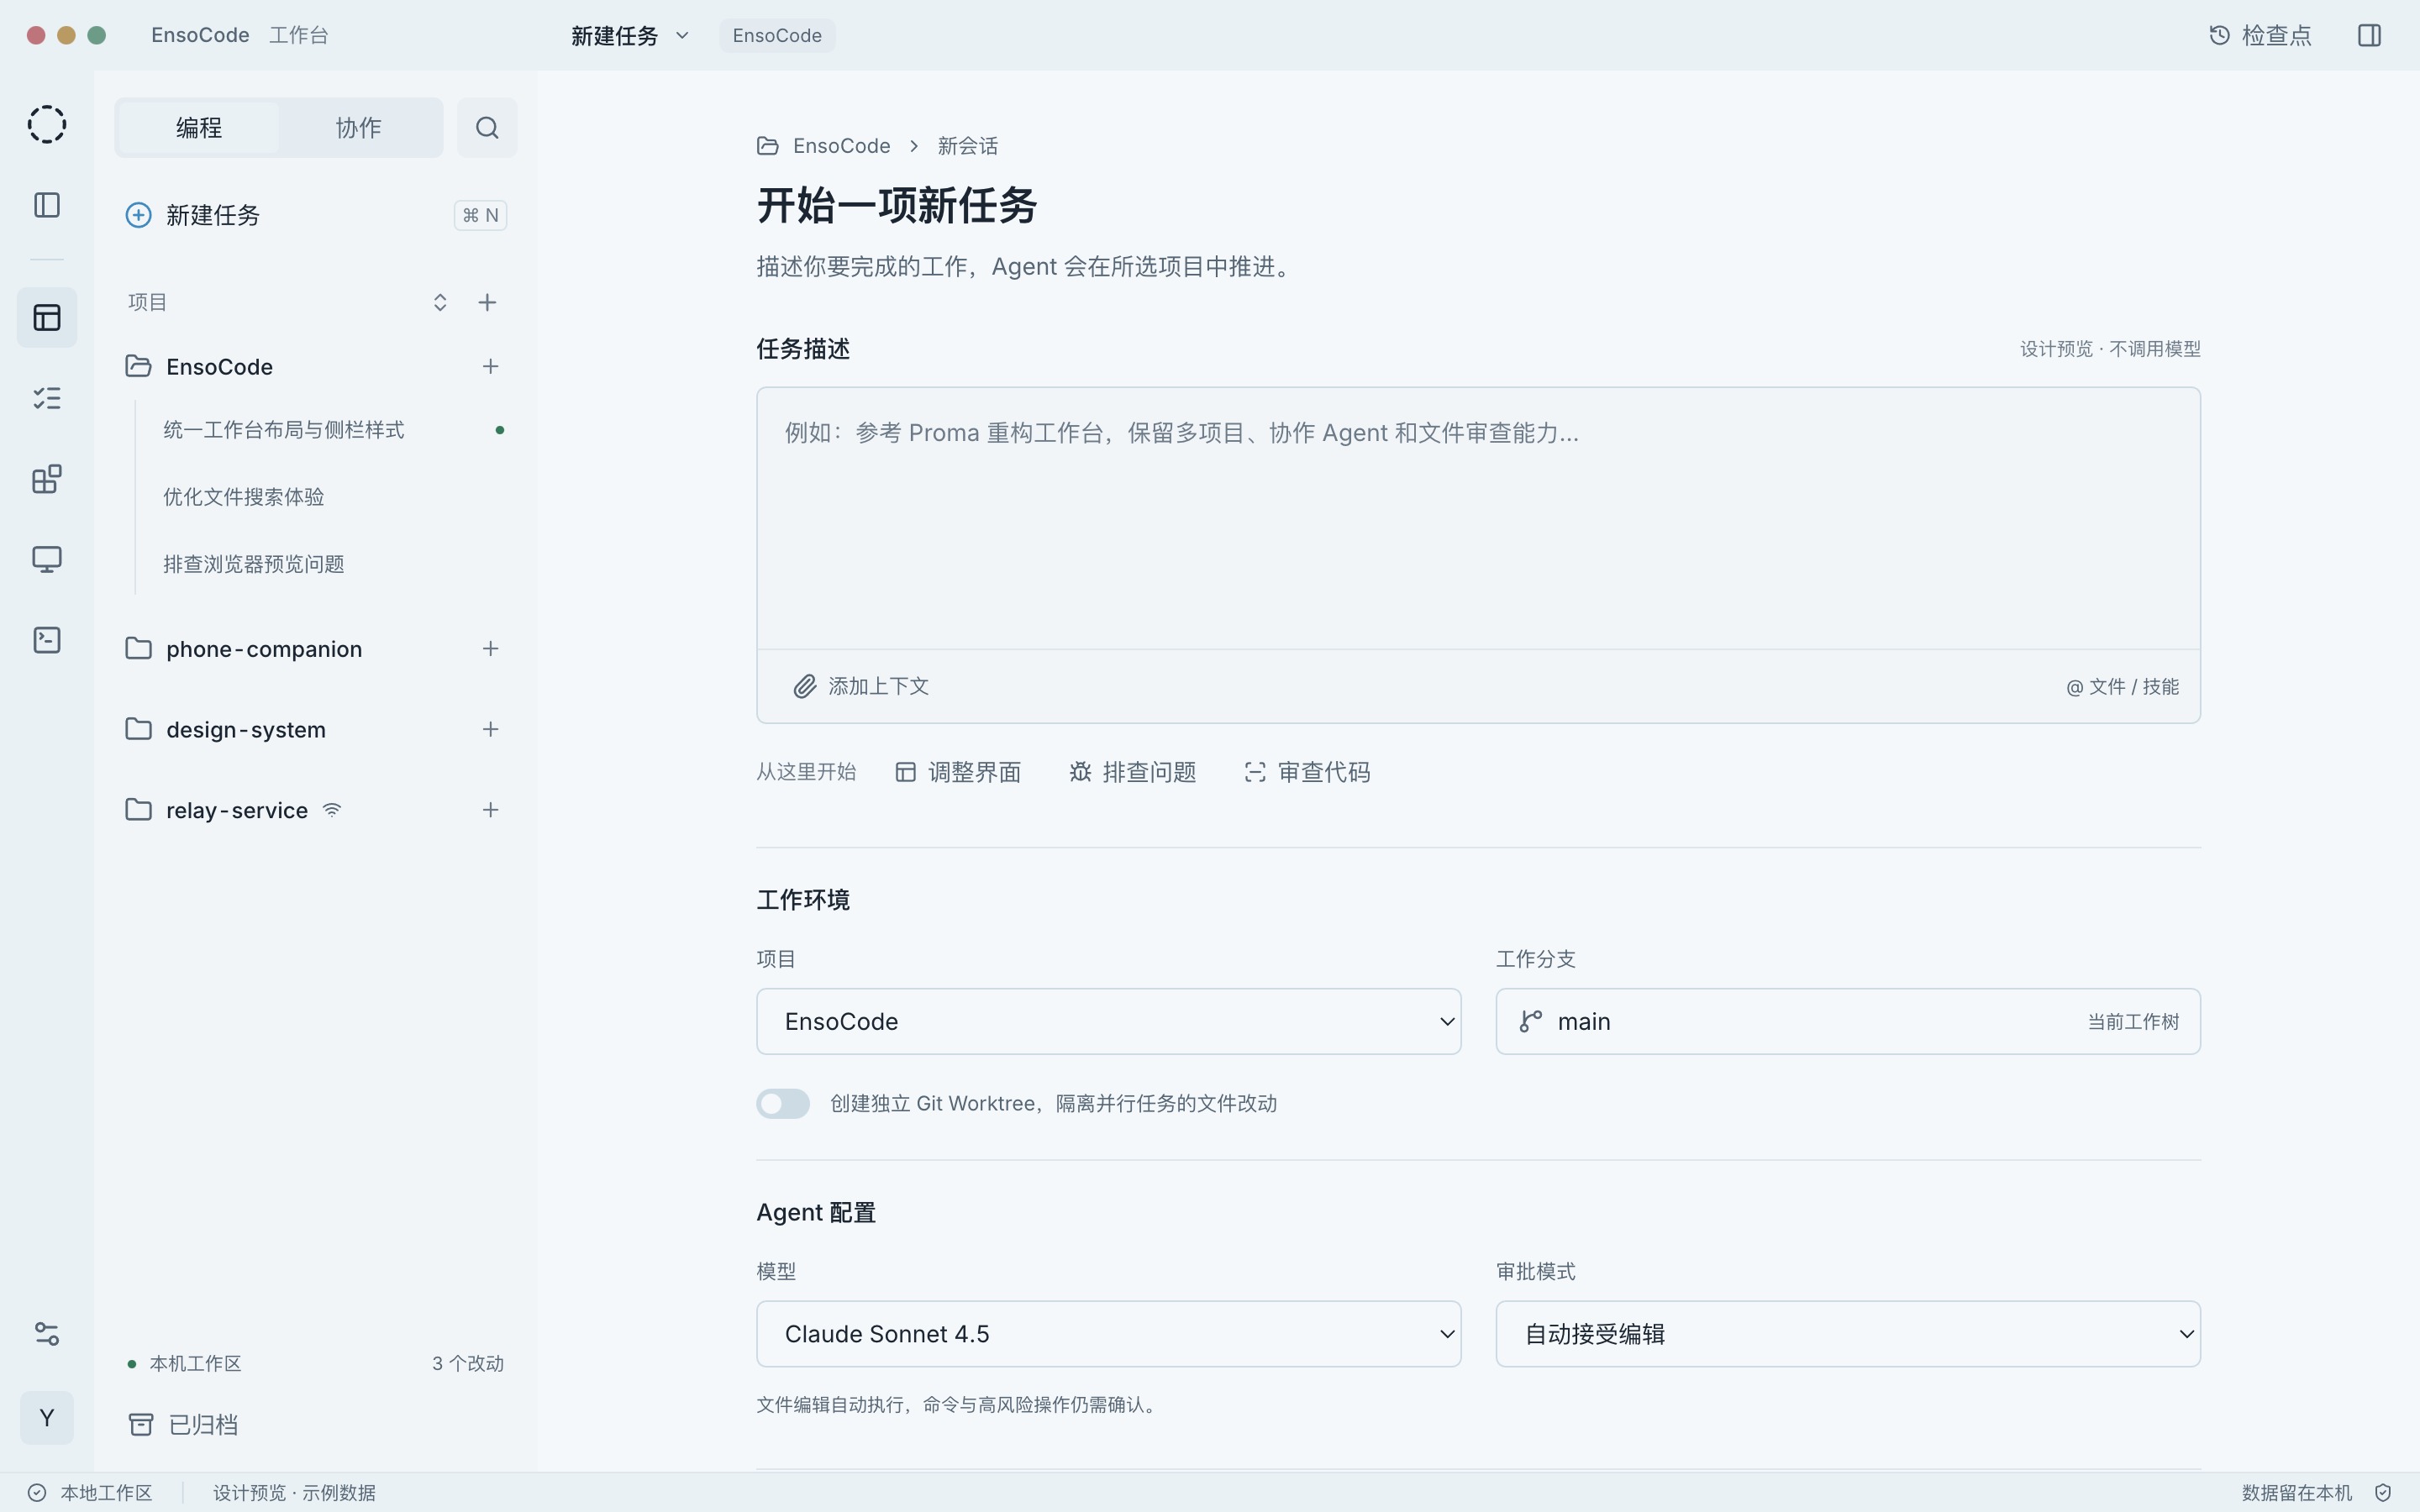 EnsoCode 工作台
新建任务
EnsoCode
检查点
编程
协作
新建任务
⌘ N
项目
EnsoCode
统一工作台布局与侧栏样式
优化文件搜索体验
排查浏览器预览问题
phone-companion
design-system
relay-service
本机工作区
3 个改动
Y
已归档
EnsoCode > 新会话
开始一项新任务
描述你要完成的工作，Agent 会在所选项目中推进。
任务描述
设计预览 · 不调用模型
例如：参考 Proma 重构工作台，保留多项目、协作 Agent 和文件审查能力...
添加上下文
@ 文件 / 技能
从这里开始 调整界面 排查问题 审查代码
工作环境
项目
EnsoCode
工作分支
main
当前工作树
创建独立 Git Worktree，隔离并行任务的文件改动
Agent 配置
模型
Claude Sonnet 4.5
审批模式
自动接受编辑
文件编辑自动执行，命令与高风险操作仍需确认。
本地工作区
设计预览 · 示例数据
数据留在本机